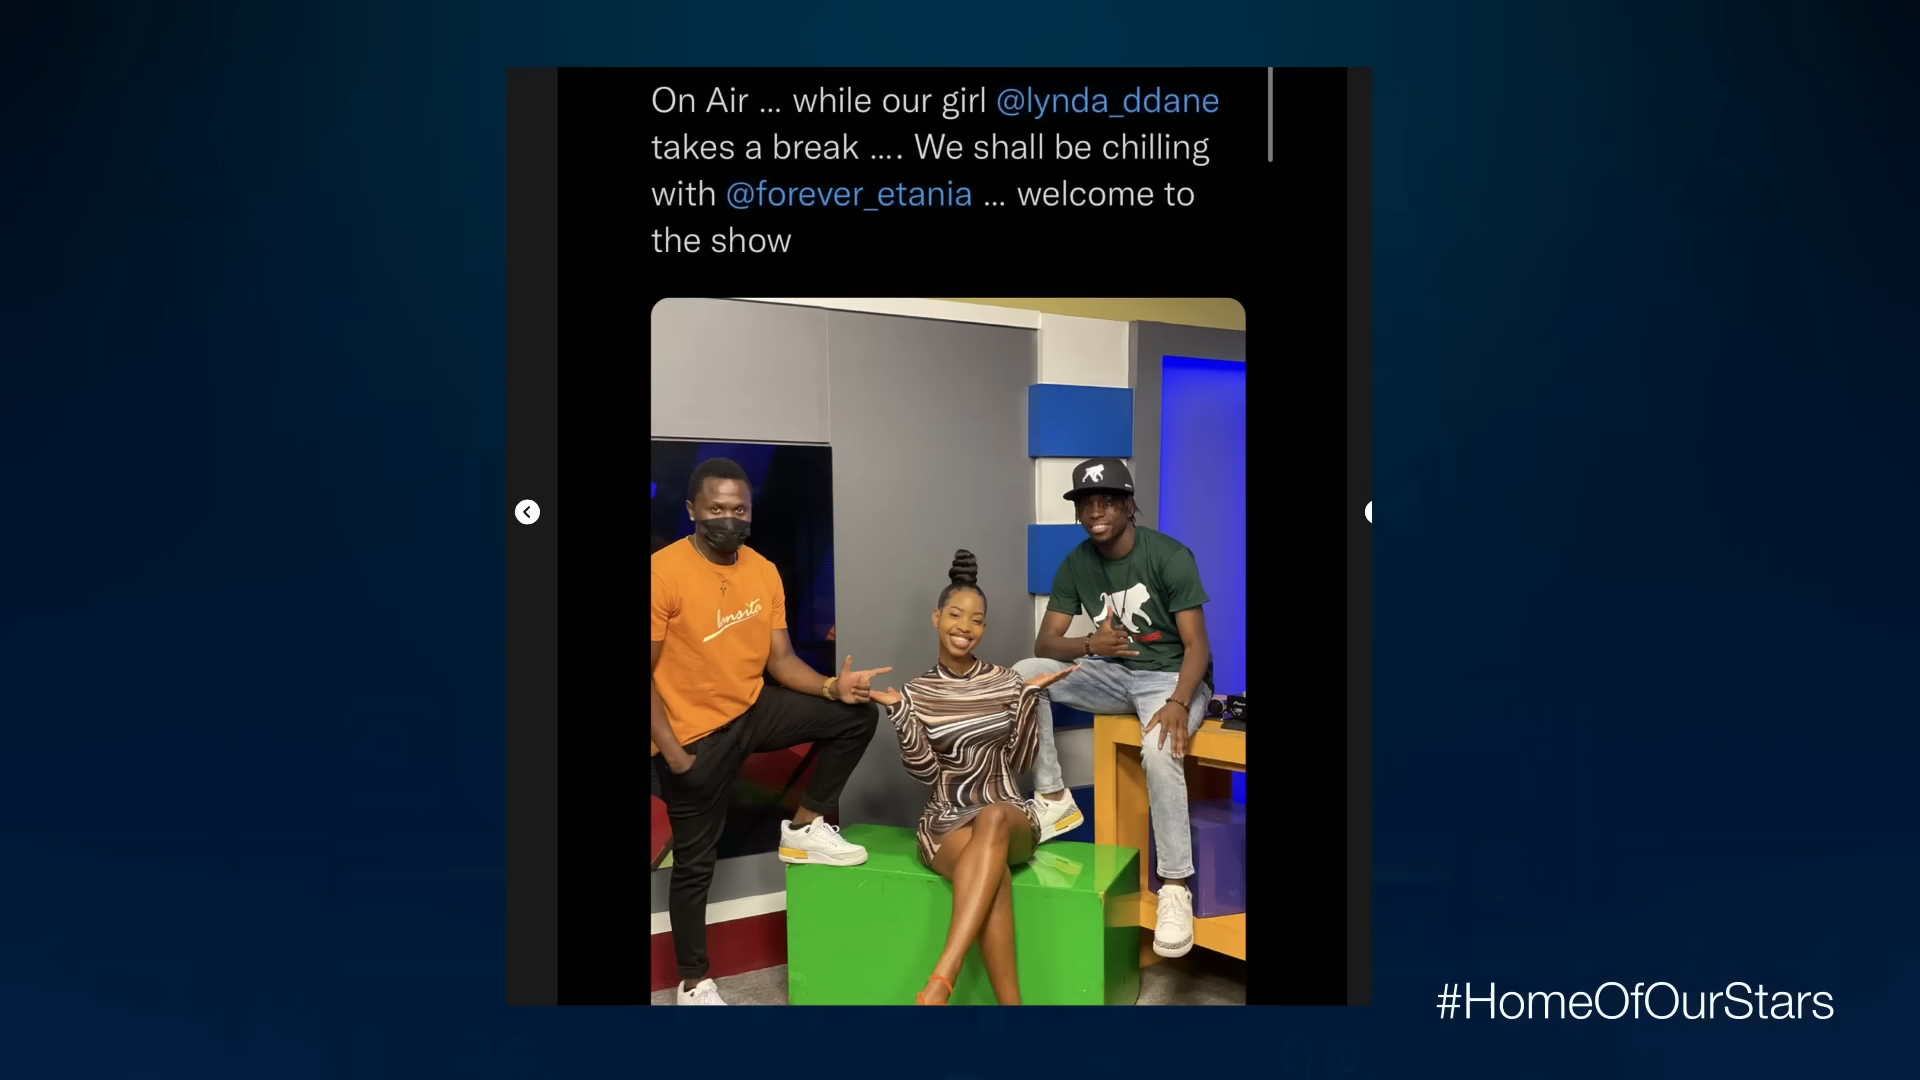 On Air ... while our girl @lynda_ddane
takes a break .... We shall be chilling
with @forever_etania ... welcome to
the show
#HomeOfOurStars